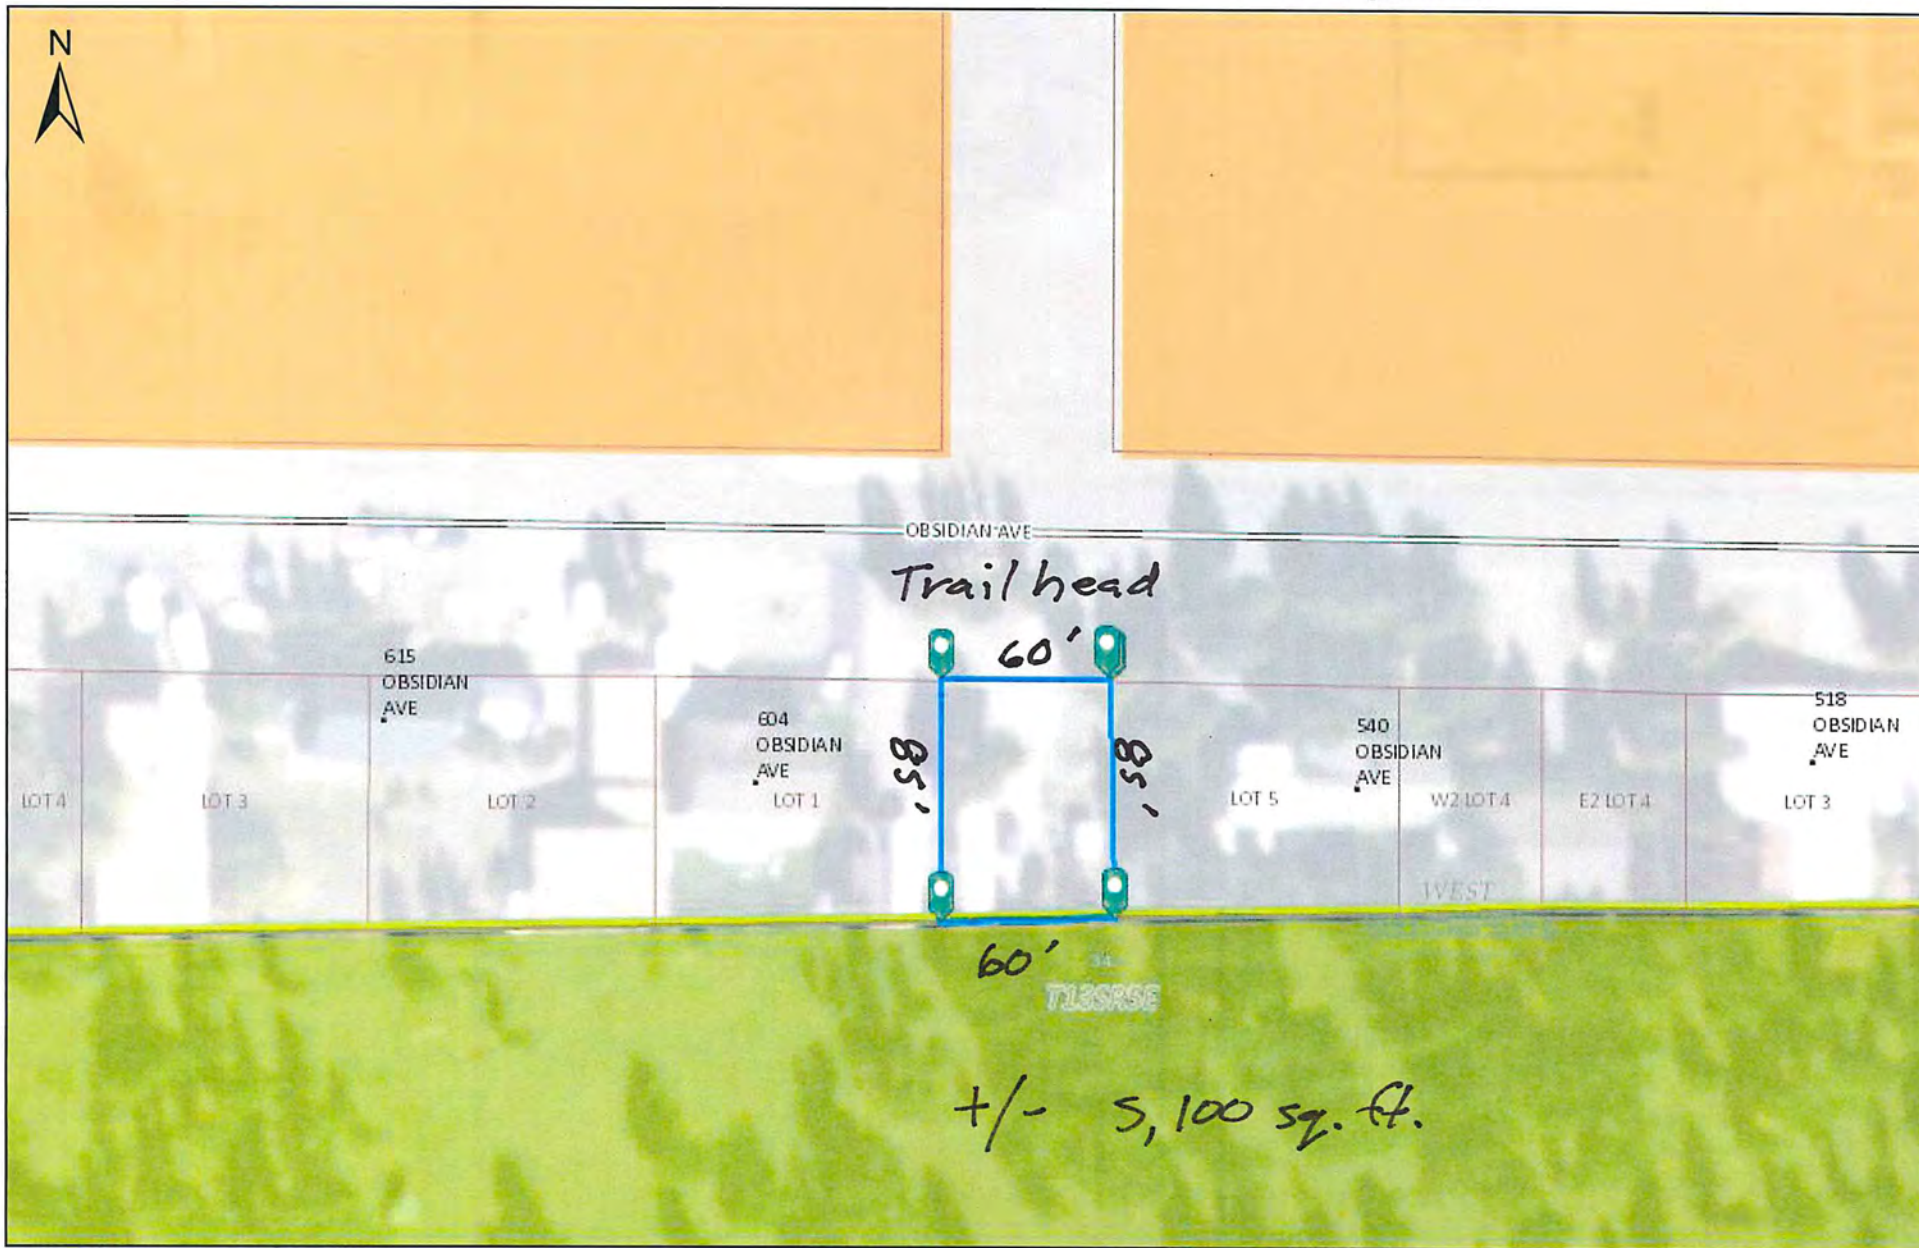 N
OBSIDIAN AVE
Trailhead
60'
615
OBSIDIAN
AVE
604
OBSIDIAN
AVE
85'
85'
540
OBSIDIAN
AVE
518
OBSIDIAN
AVE
LOT 4
LOT 3
LOT 2
LOT 1
LOT 5
W2 LOT 4
E2 LOT 4
LOT 3
WEST
60'
34
T13SR5E
+/- 5,100 sq. ft.